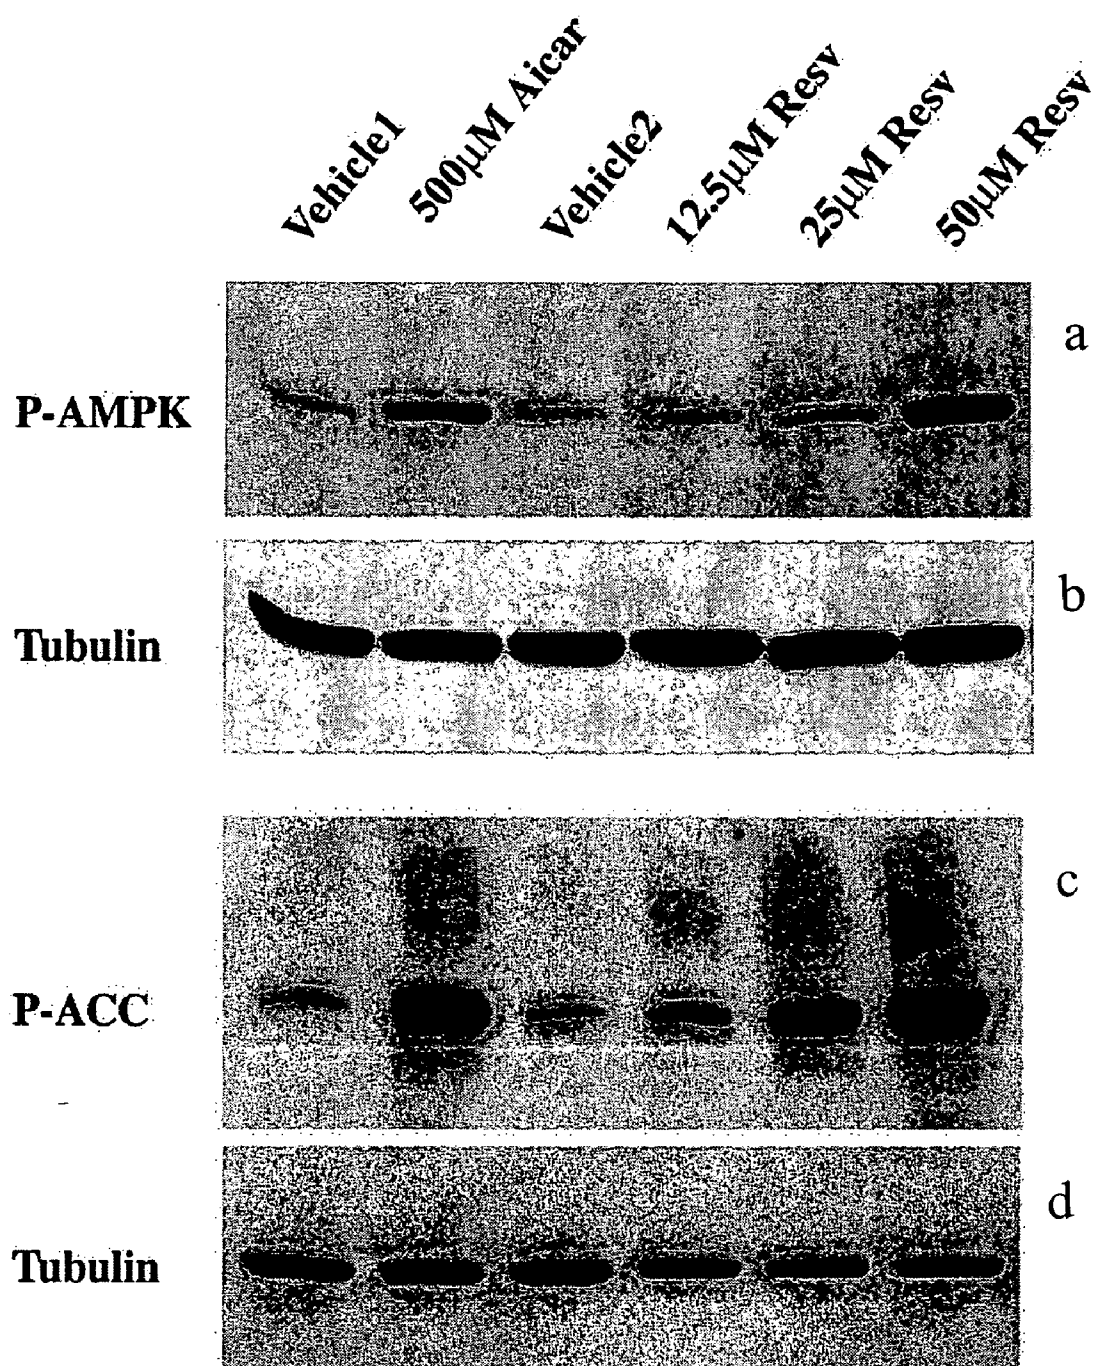 Vehicle1
500μM Aicar
Vehicle2
12.5μM Resv
25μM Resv
50μM Resv
a
P-AMPK
b
Tubulin
c
P-ACC
d
Tubulin